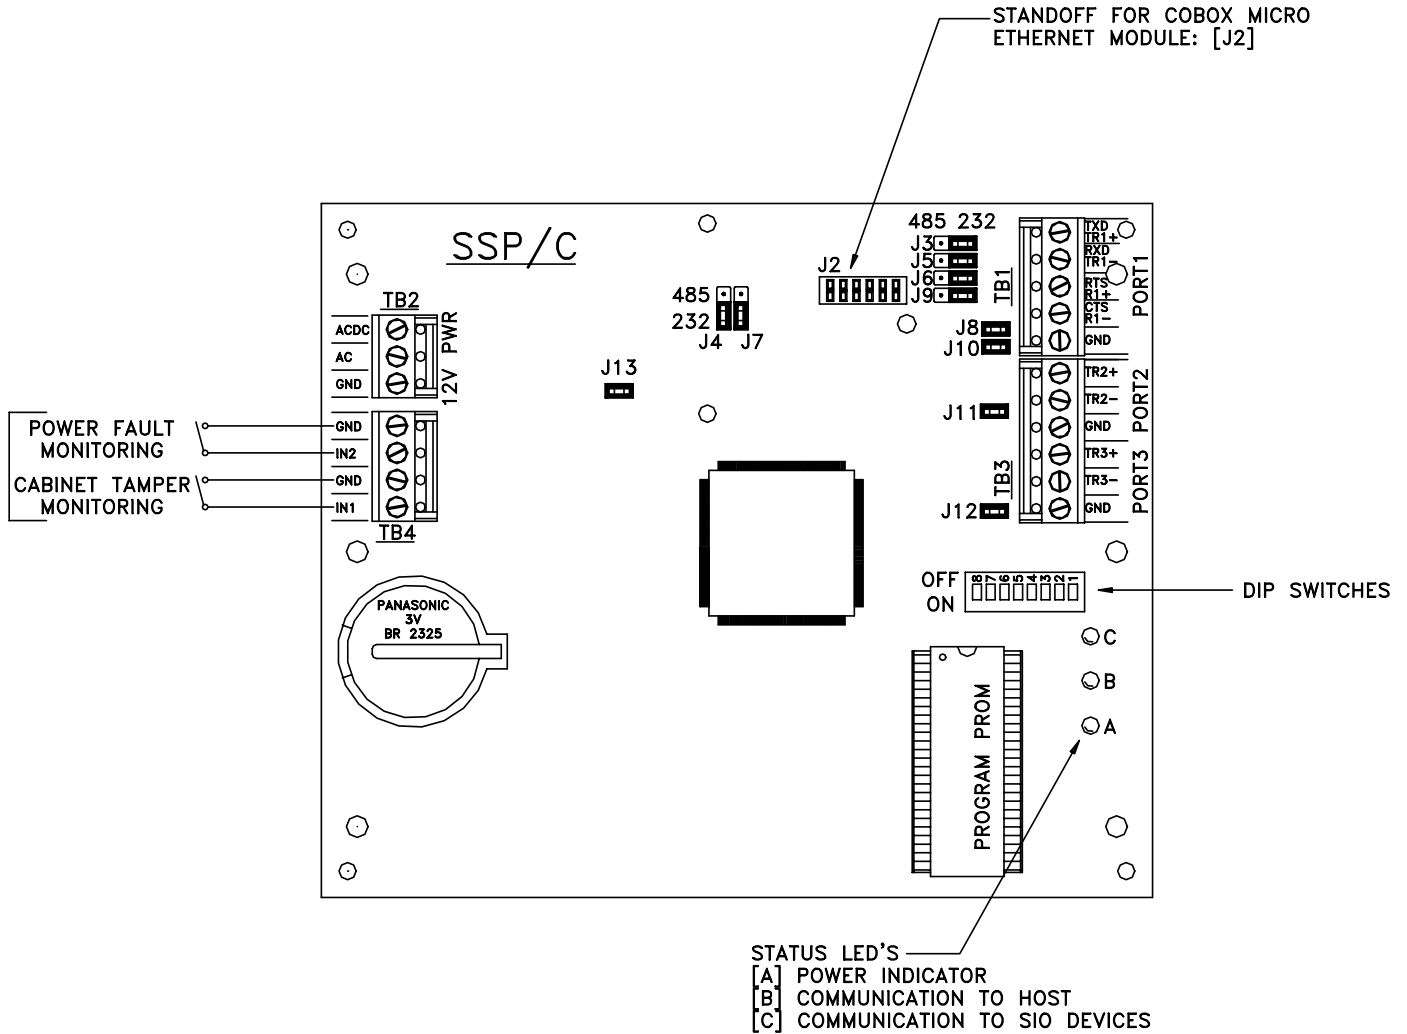 STANDOFF FOR COBOX MICRO
ETHERNET MODULE: [J2]
SSP/C
485 232
J3
J5
J6
J9
J2
485
232
J4 J7
J8
J10
J11
J12
J13
TB1
TXD
TR1+
RXD
TR1-
RTS
R1+
CTS
R1-
GND
PORT1
TR2+
TR2-
GND
PORT2
TB3
TR3+
TR3-
GND
PORT3
TB2
ACDC
AC
GND
12V PWR
GND
IN2
GND
IN1
TB4
POWER FAULT
MONITORING
CABINET TAMPER
MONITORING
PANASONIC
3V
BR 2325
OFF
ON
8 7 6 5 4 3 2 1
DIP SWITCHES
C
B
A
PROGRAM PROM
STATUS LED'S
[A] POWER INDICATOR
[B] COMMUNICATION TO HOST
[C] COMMUNICATION TO SIO DEVICES